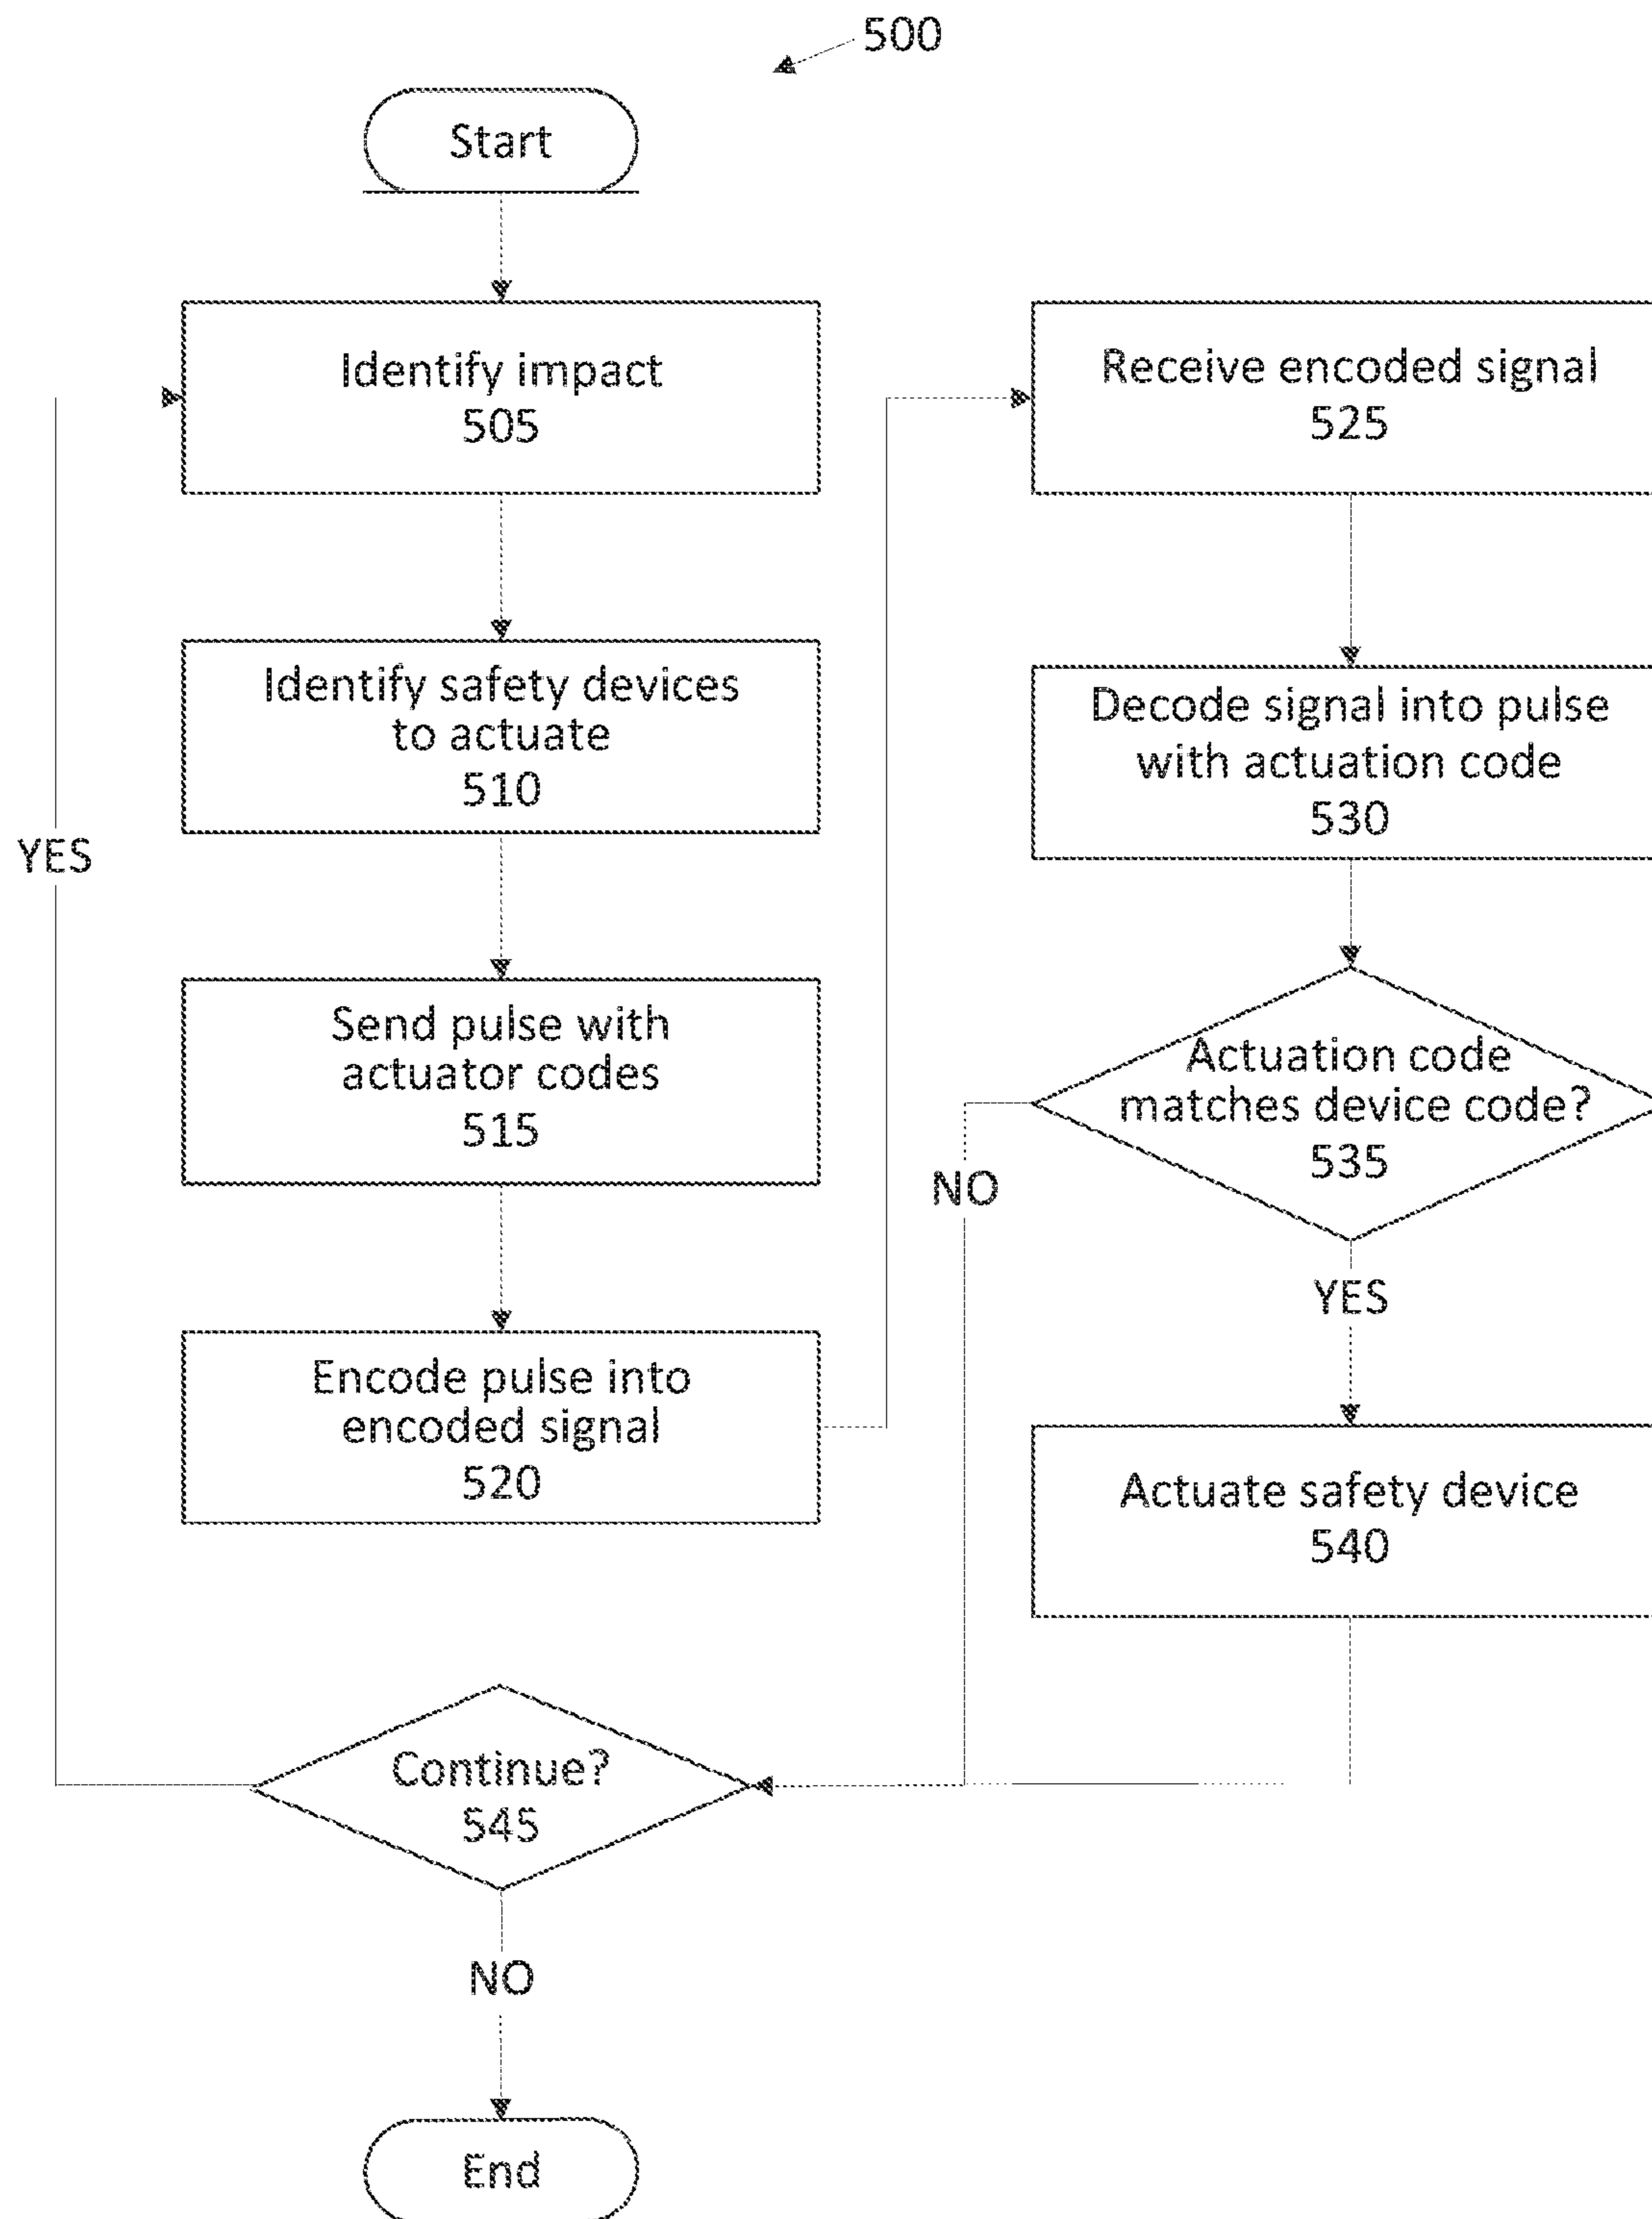 500
Start
Identify impact
505
Identify safety devices
to actuate
510
Send pulse with
actuator codes
515
Encode pulse into
encoded signal
520
Receive encoded signal
525
Decode signal into pulse
with actuation code
530
Actuation code
matches device code?
535
NO
YES
Actuate safety device
540
Continue?
545
YES
NO
End